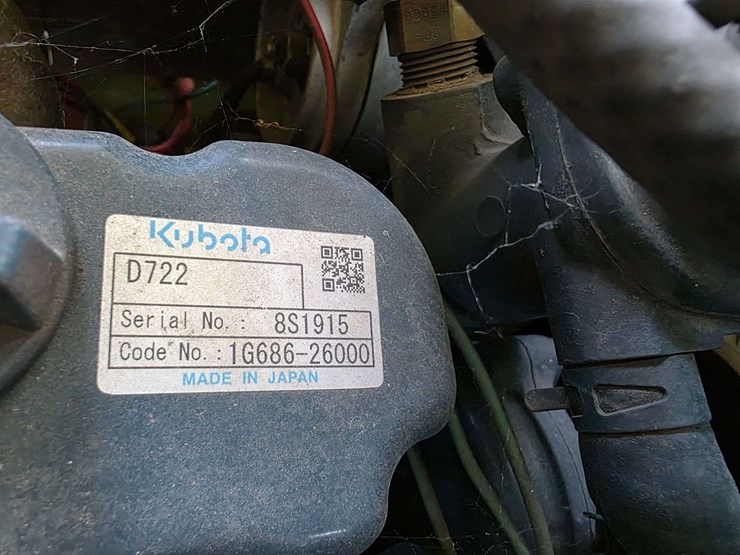 Kubota
D722
Serial No.: 8S1915
Code No.: 1G686-26000
MADE IN JAPAN